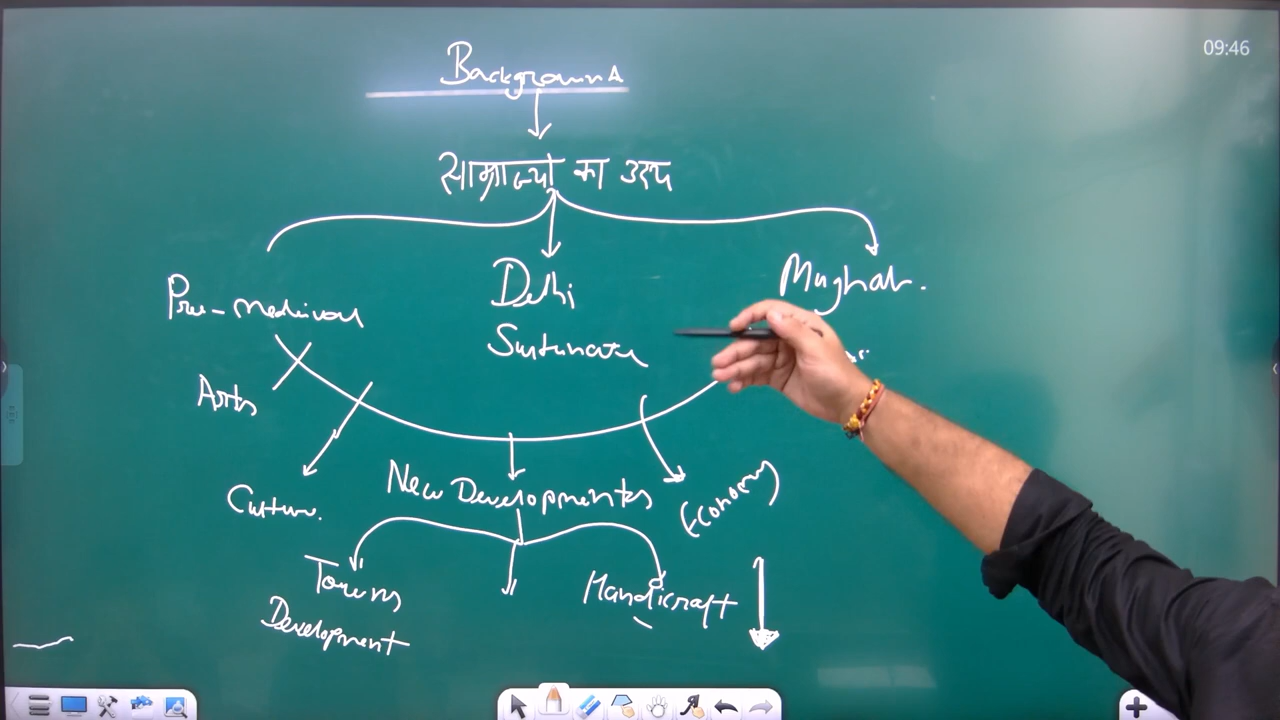 09:46
Background
साम्राज्यों का उदय
Pre-medieval
Delhi
Sultanate
Mughal.
Arts
Culture.
New Developments
Economy
Towns
Development
Handicraft